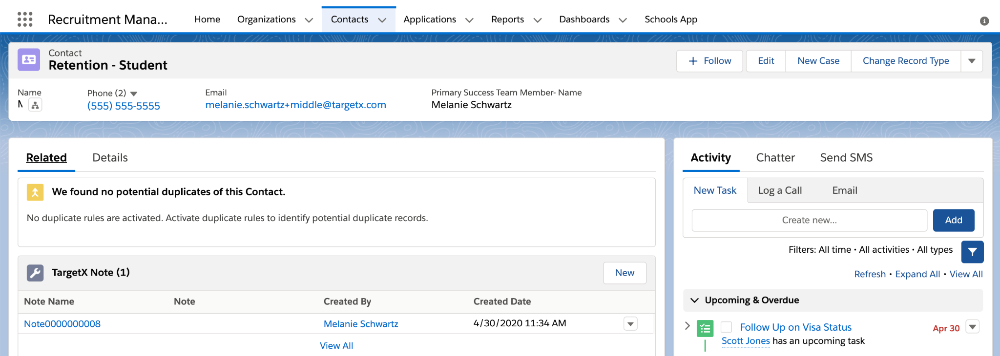 Recruitment Mana... Home Organizations Contacts Applications Reports Dashboards Schools App
Contact
Retention - Student
Follow Edit New Case Change Record Type
Name Phone (2) Email Primary Success Team Member- Name
M (555) 555-5555 melanie.schwartz+middle@targetx.com Melanie Schwartz
Related Details
We found no potential duplicates of this Contact.
No duplicate rules are activated. Activate duplicate rules to identify potential duplicate records.
TargetX Note (1) New
Note Name Note Created By Created Date
Note0000000008 Melanie Schwartz 4/30/2020 11:34 AM
View All
Activity Chatter Send SMS
New Task Log a Call Email
Create new... Add
Filters: All time • All activities • All types
Refresh • Expand All • View All
Upcoming & Overdue
Follow Up on Visa Status Apr 30
Scott Jones has an upcoming task